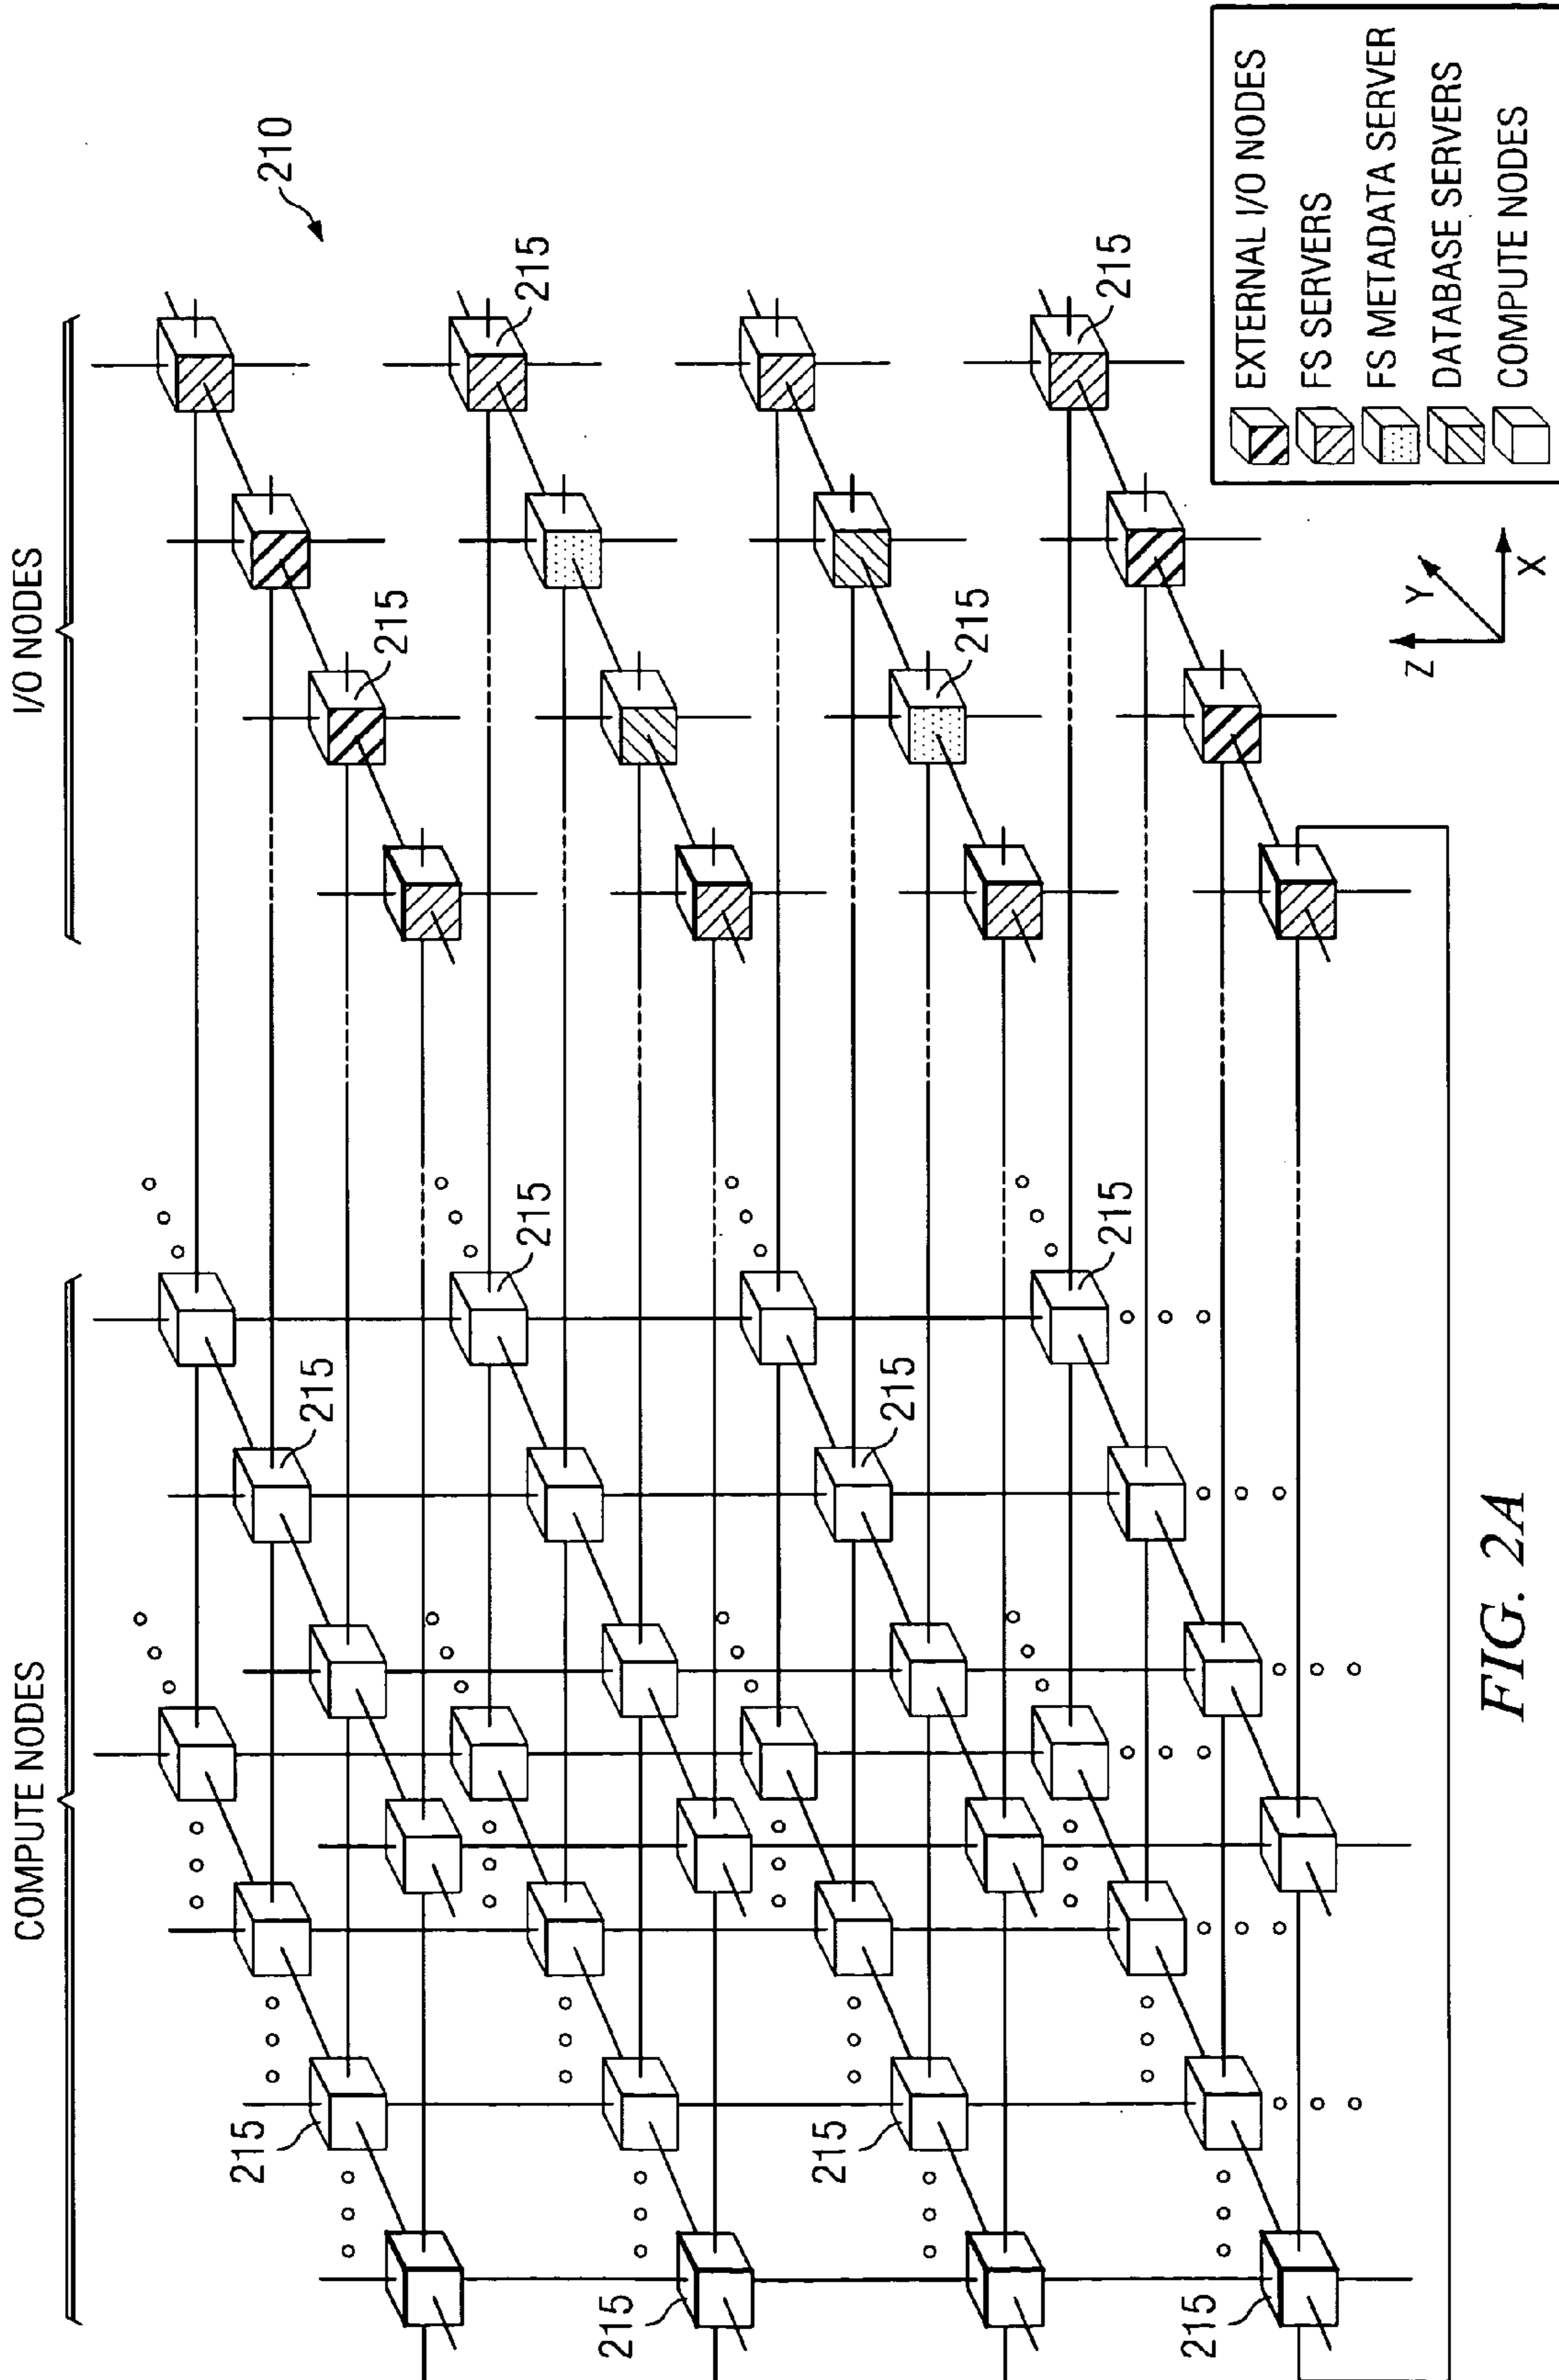 COMPUTE NODES
I/O NODES
210
215
215
215
215
215
215
215
215
215
215
215
215
215
215
Z
Y
X
EXTERNAL I/O NODES
FS SERVERS
FS METADATA SERVER
DATABASE SERVERS
COMPUTE NODES
FIG. 2A